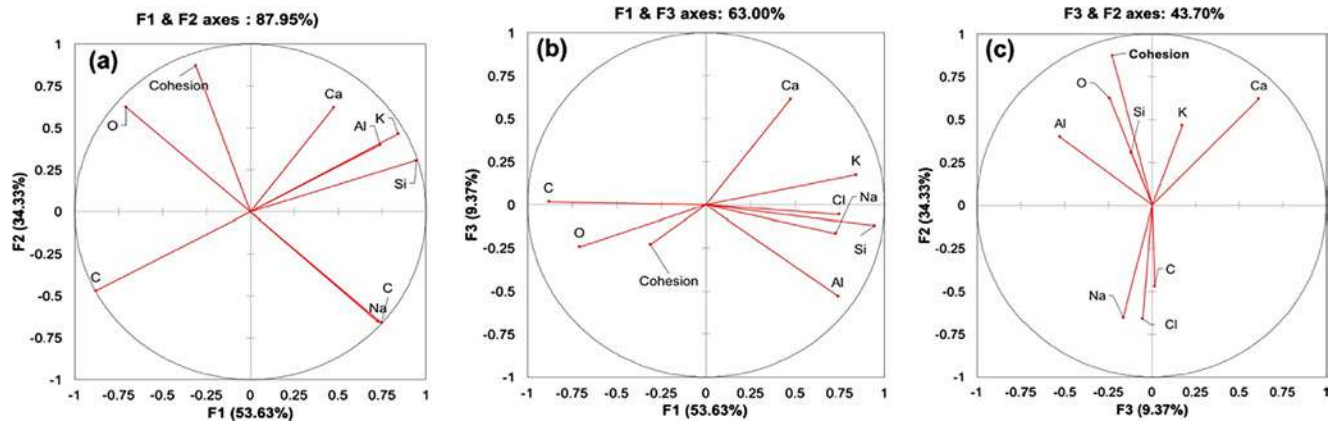 F1 & F2 axes : 87.95%)
(a)
1
0.75
0.5
0.25
0
-0.25
-0.5
-0.75
-1
F2 (34.33%)
Cohesion
O
Ca
Al
K
Si
C
C
Na
-1 -0.75 -0.5 -0.25 0 0.25 0.5 0.75 1
F1 (53.63%)
F1 & F3 axes: 63.00%
(b)
1
0.75
0.5
0.25
0
-0.25
-0.5
-0.75
-1
F3 (9.37%)
Ca
K
C
Cl
Na
O
Si
Cohesion
Al
-1 -0.75 -0.5 -0.25 0 0.25 0.5 0.75 1
F1 (53.63%)
F3 & F2 axes: 43.70%
(c)
1
0.75
0.5
0.25
0
-0.25
-0.5
-0.75
-1
F2 (34.33%)
Cohesion
O
Ca
Si
K
Al
C
Na
Cl
-1 -0.75 -0.5 -0.25 0 0.25 0.5 0.75 1
F3 (9.37%)